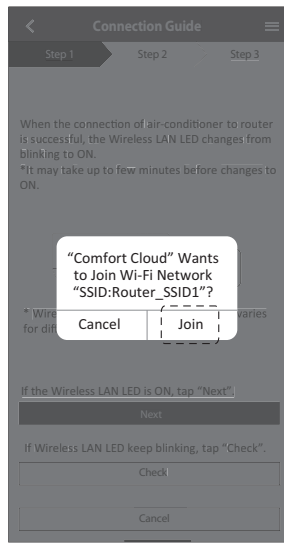 Connection Guide
Step 1 Step 2 Step 3
When the connection of air-conditioner to router
is successful, the Wireless LAN LED changes from
blinking to ON.
*It may take up to few minutes before changes to
ON.
“Comfort Cloud” Wants
to Join Wi-Fi Network
“SSID:Router_SSID1”?
* Wire varies
for dif
Cancel Join
If the Wireless LAN LED is ON, tap “Next”.
Next
If Wireless LAN LED keep blinking, tap “Check”.
Check
Cancel